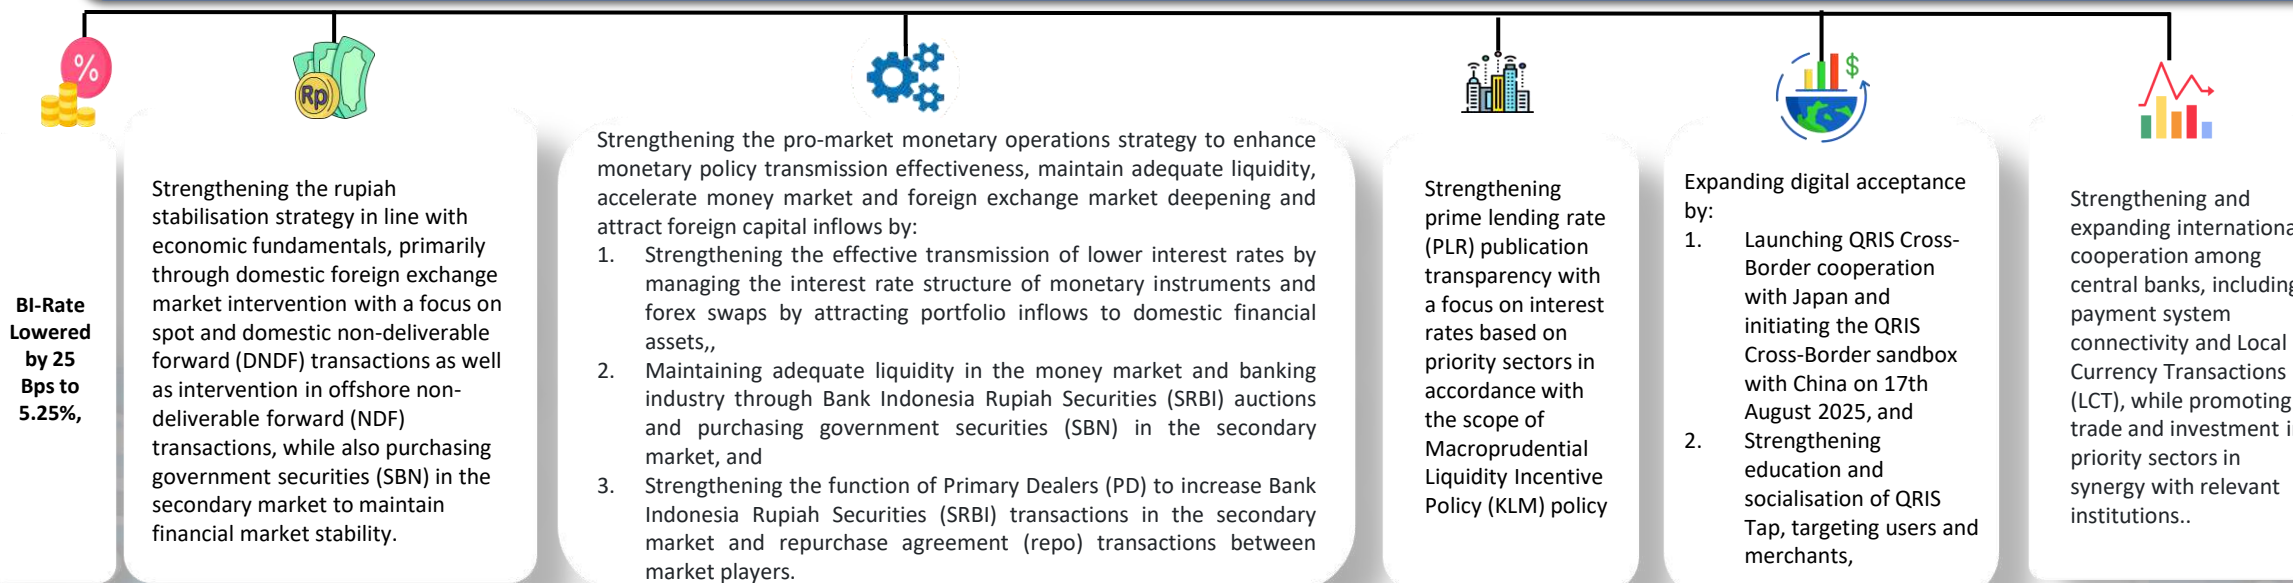 %
Rp
$
BI-Rate
Lowered
by 25
Bps to
5.25%,
Strengthening the rupiah
stabilisation strategy in line with
economic fundamentals, primarily
through domestic foreign exchange
market intervention with a focus on
spot and domestic non-deliverable
forward (DNDF) transactions as well
as intervention in offshore non-
deliverable forward (NDF)
transactions, while also purchasing
government securities (SBN) in the
secondary market to maintain
financial market stability.
Strengthening the pro-market monetary operations strategy to enhance
monetary policy transmission effectiveness, maintain adequate liquidity,
accelerate money market and foreign exchange market deepening and
attract foreign capital inflows by:
1. Strengthening the effective transmission of lower interest rates by
managing the interest rate structure of monetary instruments and
forex swaps by attracting portfolio inflows to domestic financial
assets,,
2. Maintaining adequate liquidity in the money market and banking
industry through Bank Indonesia Rupiah Securities (SRBI) auctions
and purchasing government securities (SBN) in the secondary
market, and
3. Strengthening the function of Primary Dealers (PD) to increase Bank
Indonesia Rupiah Securities (SRBI) transactions in the secondary
market and repurchase agreement (repo) transactions between
market players.
Strengthening
prime lending rate
(PLR) publication
transparency with
a focus on interest
rates based on
priority sectors in
accordance with
the scope of
Macroprudential
Liquidity Incentive
Policy (KLM) policy
Expanding digital acceptance
by:
1. Launching QRIS Cross-
Border cooperation
with Japan and
initiating the QRIS
Cross-Border sandbox
with China on 17th
August 2025, and
2. Strengthening
education and
socialisation of QRIS
Tap, targeting users and
merchants,
Strengthening and
expanding internationa
cooperation among
central banks, including
payment system
connectivity and Local
Currency Transactions
(LCT), while promoting
trade and investment i
priority sectors in
synergy with relevant
institutions..